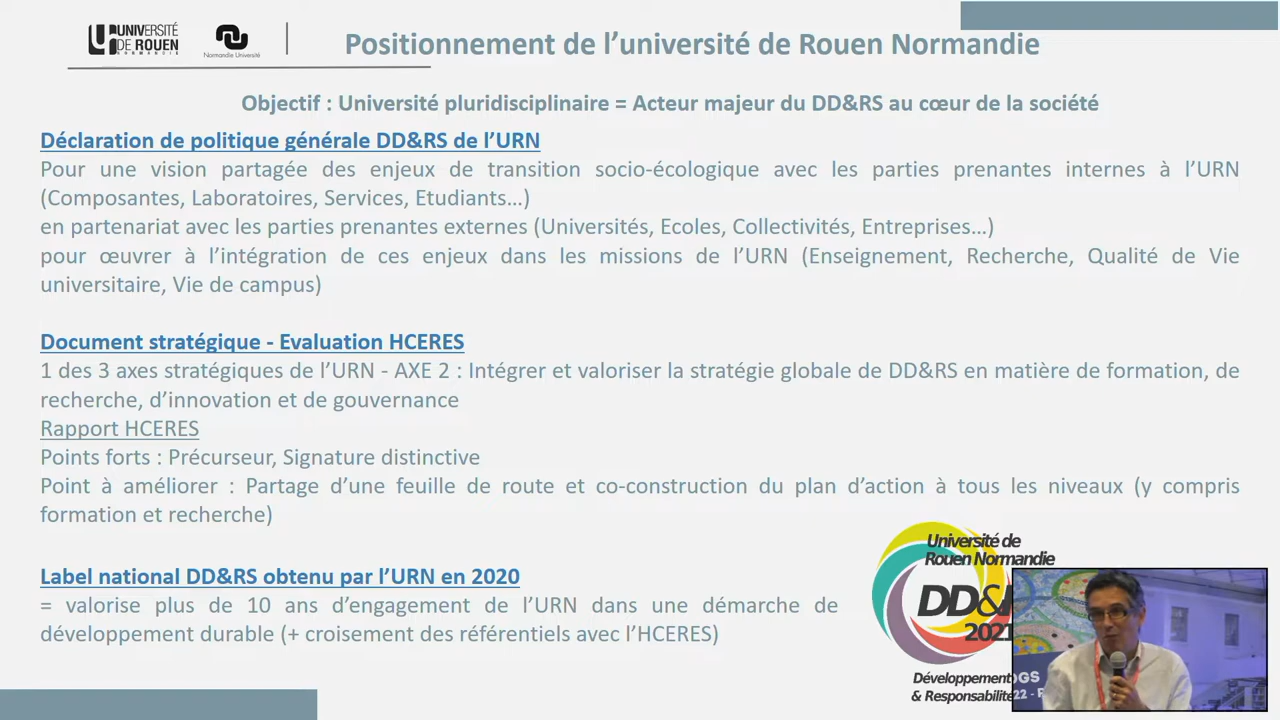 UNIVERSITÉ
DE ROUEN
NORMANDIE
Normandie Université
Positionnement de l’université de Rouen Normandie
Objectif : Université pluridisciplinaire = Acteur majeur du DD&RS au cœur de la société
Déclaration de politique générale DD&RS de l’URN
Pour une vision partagée des enjeux de transition socio-écologique avec les parties prenantes internes à l’URN
(Composantes, Laboratoires, Services, Etudiants…)
en partenariat avec les parties prenantes externes (Universités, Ecoles, Collectivités, Entreprises…)
pour œuvrer à l’intégration de ces enjeux dans les missions de l’URN (Enseignement, Recherche, Qualité de Vie
universitaire, Vie de campus)
Document stratégique - Evaluation HCERES
1 des 3 axes stratégiques de l’URN - AXE 2 : Intégrer et valoriser la stratégie globale de DD&RS en matière de formation, de
recherche, d’innovation et de gouvernance
Rapport HCERES
Points forts : Précurseur, Signature distinctive
Point à améliorer : Partage d’une feuille de route et co-construction du plan d’action à tous les niveaux (y compris
formation et recherche)
Label national DD&RS obtenu par l’URN en 2020
= valorise plus de 10 ans d’engagement de l’URN dans une démarche de
développement durable (+ croisement des référentiels avec l’HCERES)
Université de
Rouen Normandie
DD&
2021
Développement
& Responsabilité